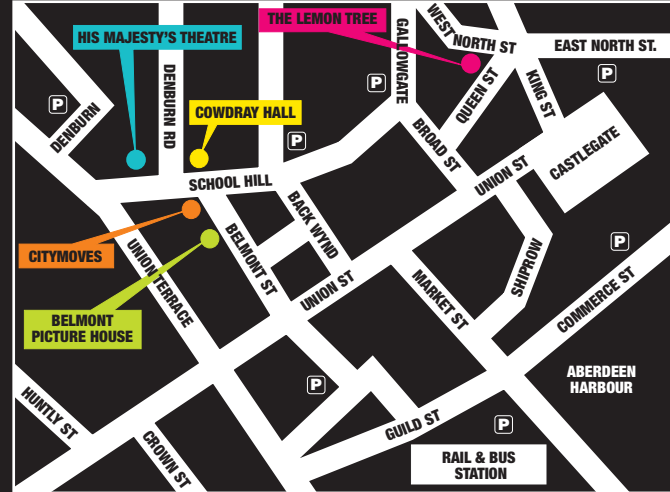 THE LEMON TREE
HIS MAJESTY'S THEATRE
WEST NORTH ST
EAST NORTH ST.
GALLOWGATE
DENBURN RD
P
P
P
DENBURN
COWDRAY HALL
QUEEN ST
KING ST
P
BROAD ST
CASTLEGATE
SCHOOL HILL
UNION ST
BACK WYND
CITYMOVES
BELMONT ST
UNION TERRACE
P
SHIPROW
UNION ST
MARKET ST
COMMERCE ST
BELMONT
PICTURE HOUSE
ABERDEEN
HARBOUR
P
HUNTLY ST
GUILD ST
P
CROWN ST
RAIL & BUS
STATION